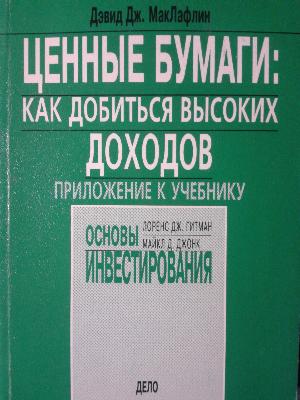 Дэвид Дж. МакЛафлин
ЦЕННЫЕ БУМАГИ:
КАК ДОБИТЬСЯ ВЫСОКИХ
ДОХОДОВ
ПРИЛОЖЕНИЕ К УЧЕБНИКУ
ЛОРЕНС ДЖ. ГИТМАН
МАЙКЛ Д. ДЖОНК
ОСНОВЫ
ИНВЕСТИРОВАНИЯ
ДЕЛО